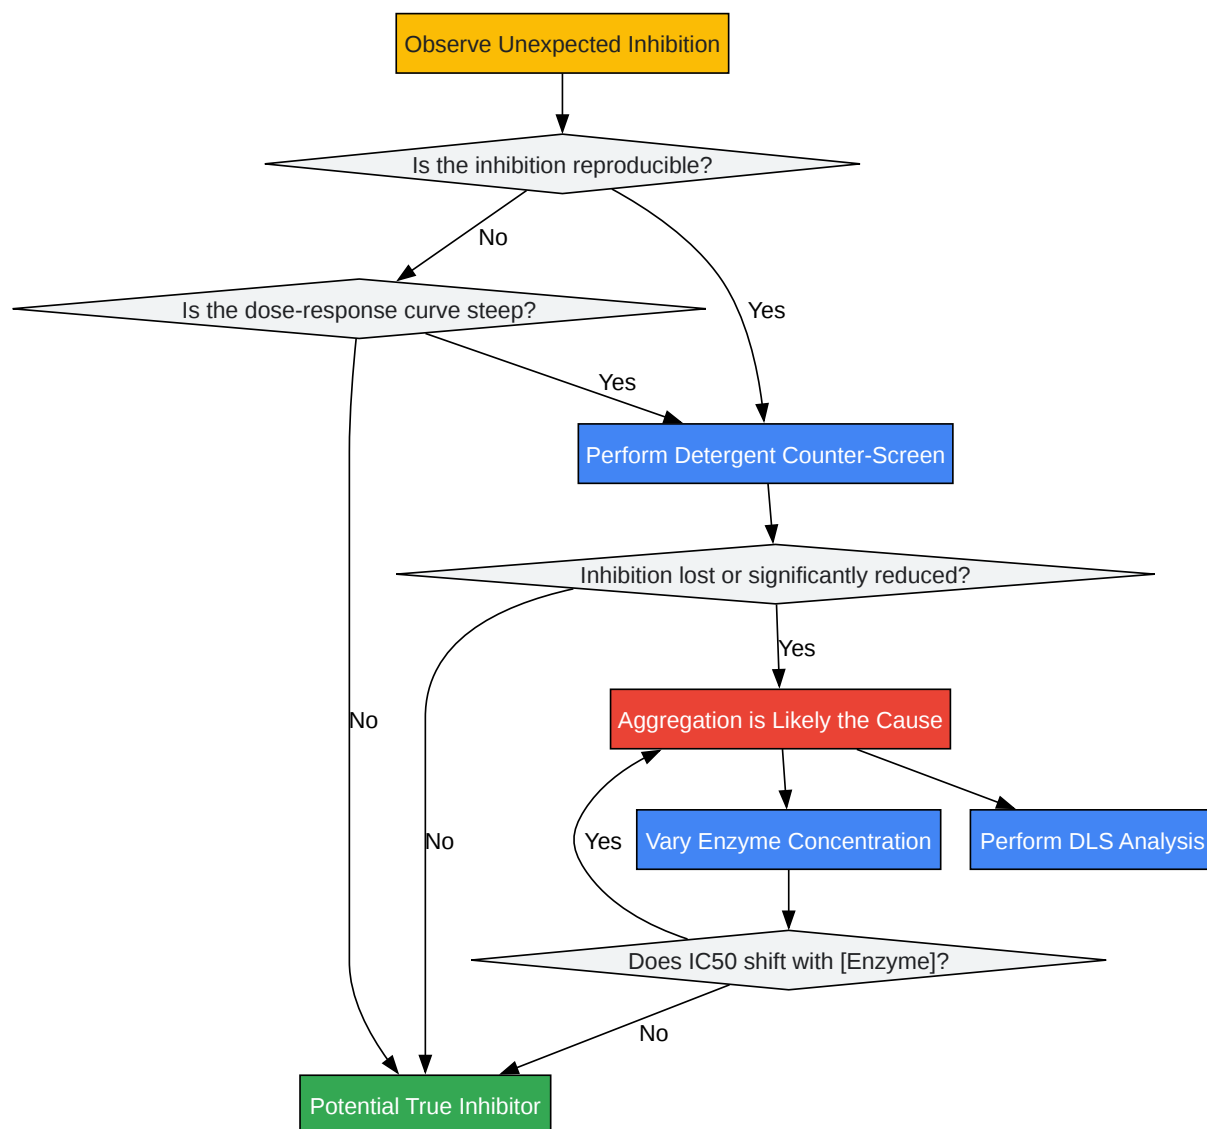 Observe Unexpected Inhibition
Is the inhibition reproducible?
No
Is the dose-response curve steep?
Yes
Yes
Perform Detergent Counter-Screen
Inhibition lost or significantly reduced?
Yes
Aggregation is Likely the Cause
No
No
Yes
Vary Enzyme Concentration
Perform DLS Analysis
Does IC50 shift with [Enzyme]?
No
Potential True Inhibitor